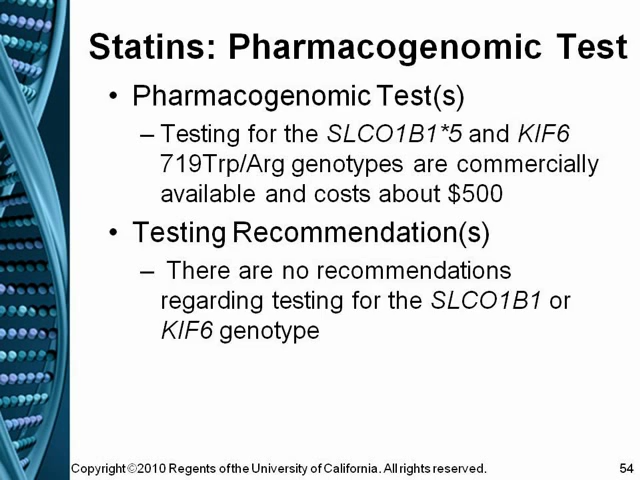 Statins: Pharmacogenomic Test
• Pharmacogenomic Test(s)
– Testing for the SLCO1B1*5 and KIF6
719Trp/Arg genotypes are commercially
available and costs about $500
• Testing Recommendation(s)
– There are no recommendations
regarding testing for the SLCO1B1 or
KIF6 genotype
Copyright ©2010 Regents of the University of California. All rights reserved.
54